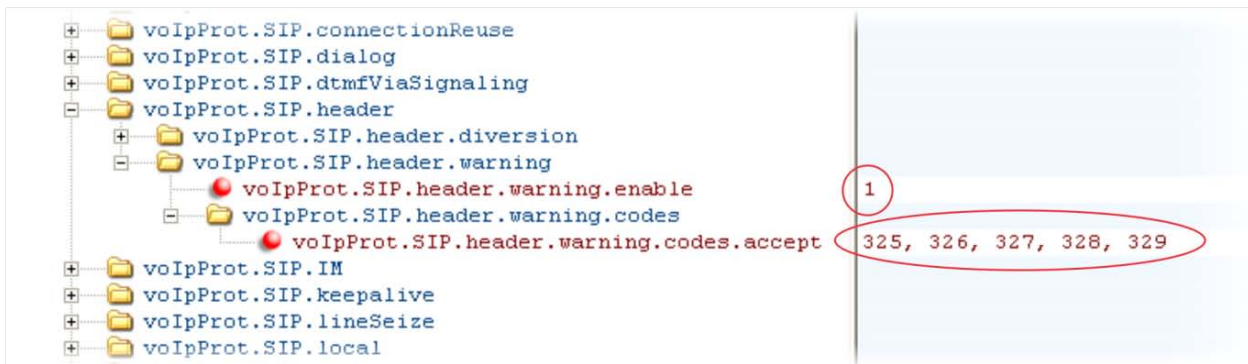 voIpProt.SIP.connectionReuse
voIpProt.SIP.dialog
voIpProt.SIP.dtmfViaSignaling
voIpProt.SIP.header
voIpProt.SIP.header.diversion
voIpProt.SIP.header.warning
voIpProt.SIP.header.warning.enable 1
voIpProt.SIP.header.warning.codes
voIpProt.SIP.header.warning.codes.accept 325, 326, 327, 328, 329
voIpProt.SIP.IM
voIpProt.SIP.keepalive
voIpProt.SIP.lineSeize
voIpProt.SIP.local